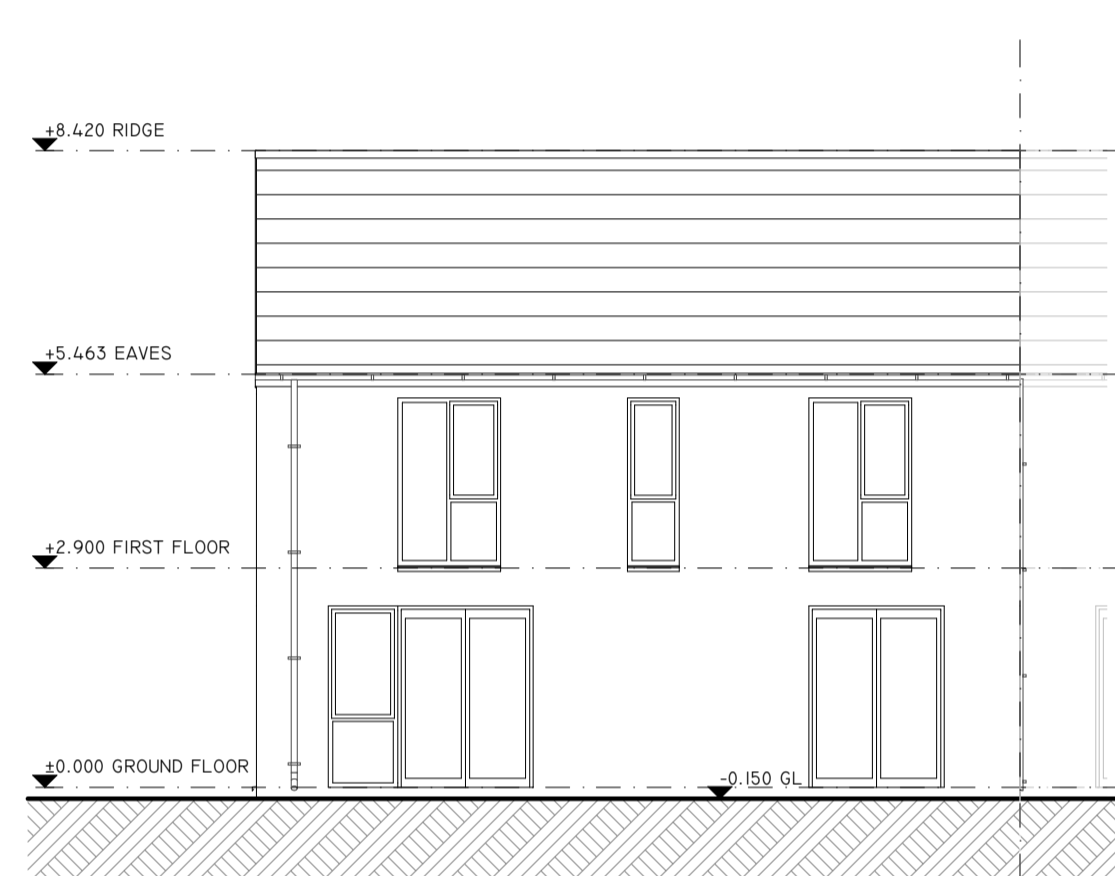 +8.420 RIDGE
+5.463 EAVES
+2.900 FIRST FLOOR
±0.000 GROUND FLOOR
-0.150 GL